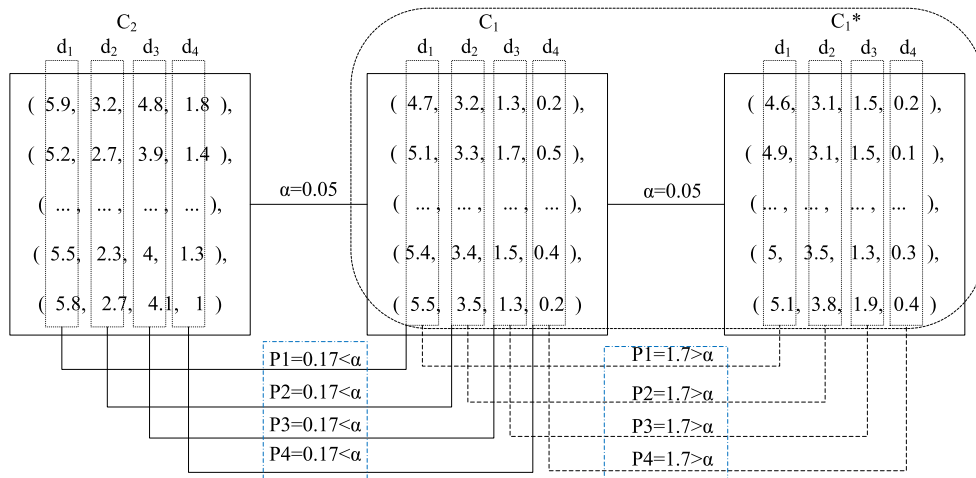 C2 C1 C1*
d1 d2 d3 d4 d1 d2 d3 d4 d1 d2 d3 d4
( 5.9, 3.2, 4.8, 1.8 ), ( 4.7, 3.2, 1.3, 0.2 ), ( 4.6, 3.1, 1.5, 0.2 ),
( 5.2, 2.7, 3.9, 1.4 ), ( 5.1, 3.3, 1.7, 0.5 ), ( 4.9, 3.1, 1.5, 0.1 ),
α=0.05 α=0.05
( ... , ... , ... , ... ), ( ... , ... , ... , ... ), ( ... , ... , ... , ... ),
( 5.5, 2.3, 4, 1.3 ), ( 5.4, 3.4, 1.5, 0.4 ), ( 5, 3.5, 1.3, 0.3 ),
( 5.8, 2.7, 4.1, 1 ) ( 5.5, 3.5, 1.3, 0.2 ) ( 5.1, 3.8, 1.9, 0.4 )
P1=0.17<α P1=1.7>α
P2=0.17<α P2=1.7>α
P3=0.17<α P3=1.7>α
P4=0.17<α P4=1.7>α